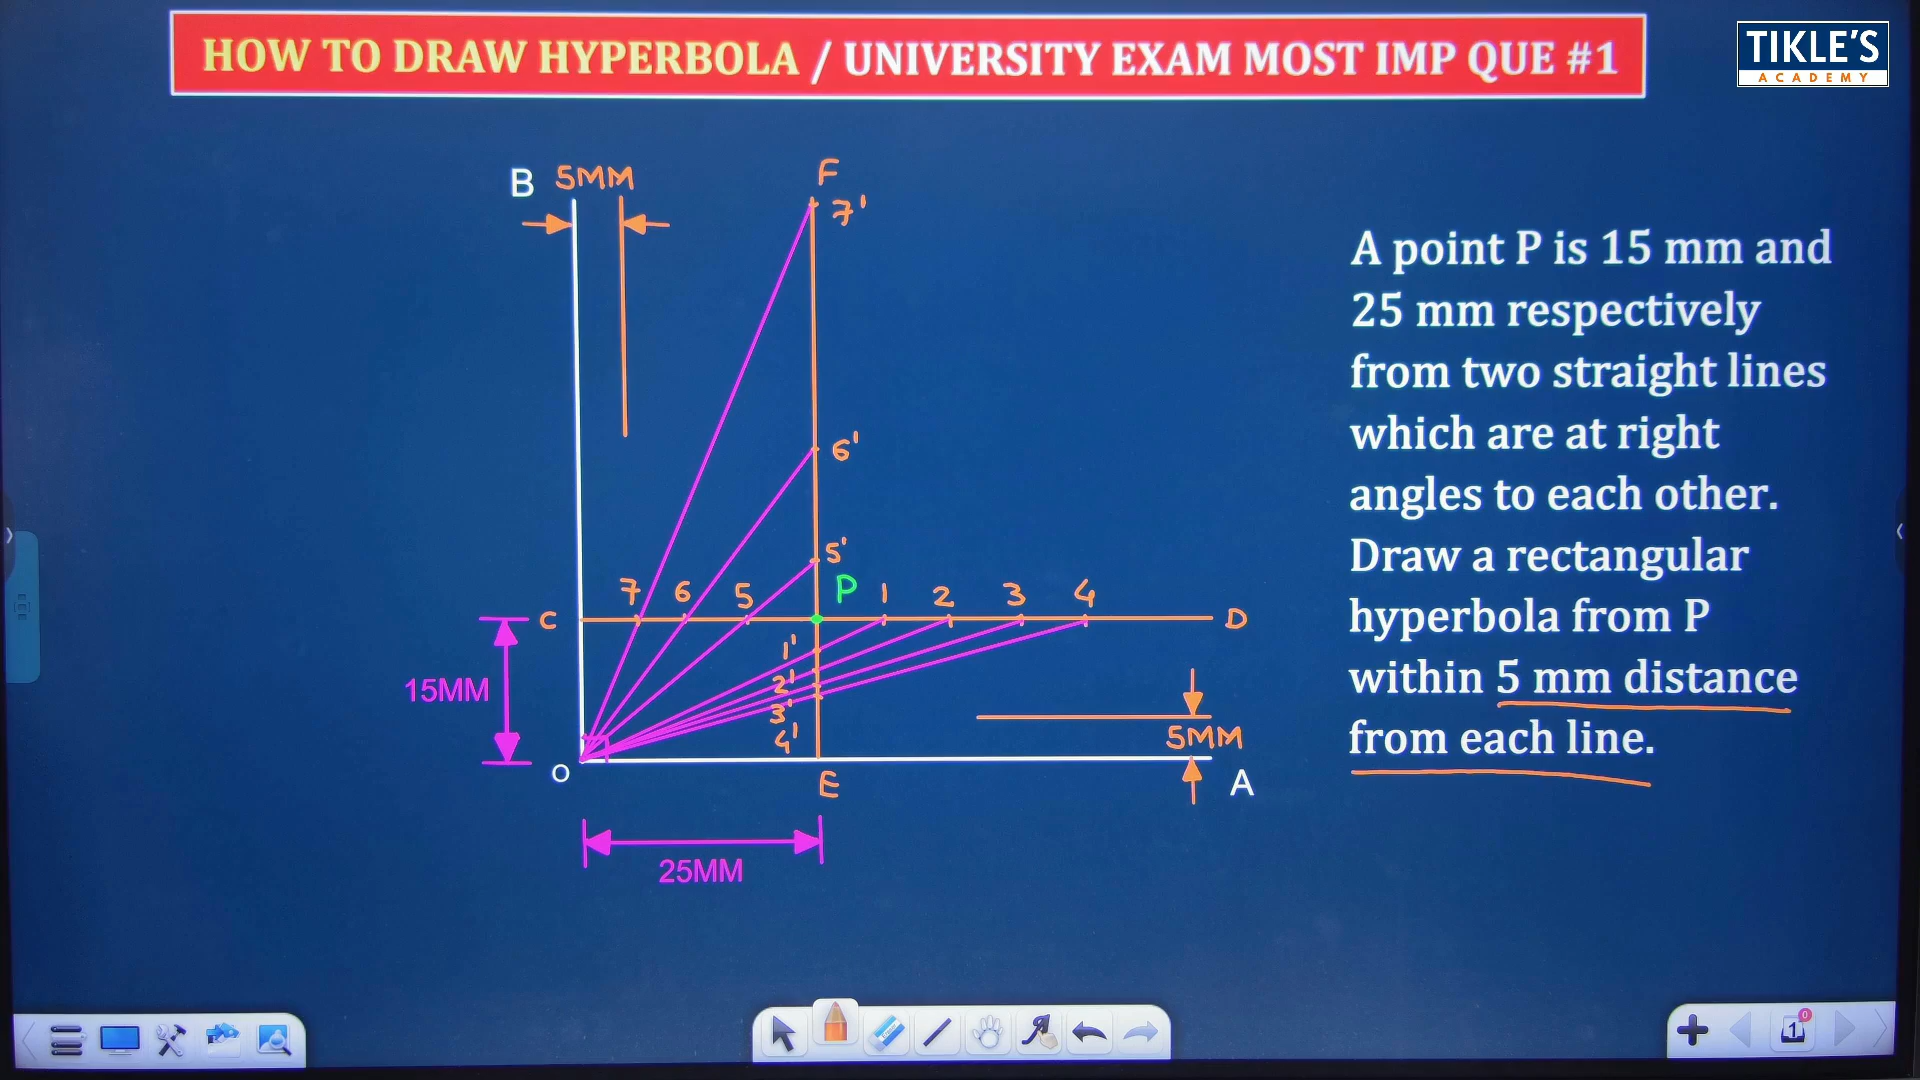 HOW TO DRAW HYPERBOLA / UNIVERSITY EXAM MOST IMP QUE #1
TIKLE'S
ACADEMY
B 5MM F
7'
6'
5'
7 6 5 P 1 2 3 4
C D
1'
2'
3'
4'
15MM
5MM
O E A
25MM
A point P is 15 mm and
25 mm respectively
from two straight lines
which are at right
angles to each other.
Draw a rectangular
hyperbola from P
within 5 mm distance
from each line.
1
0